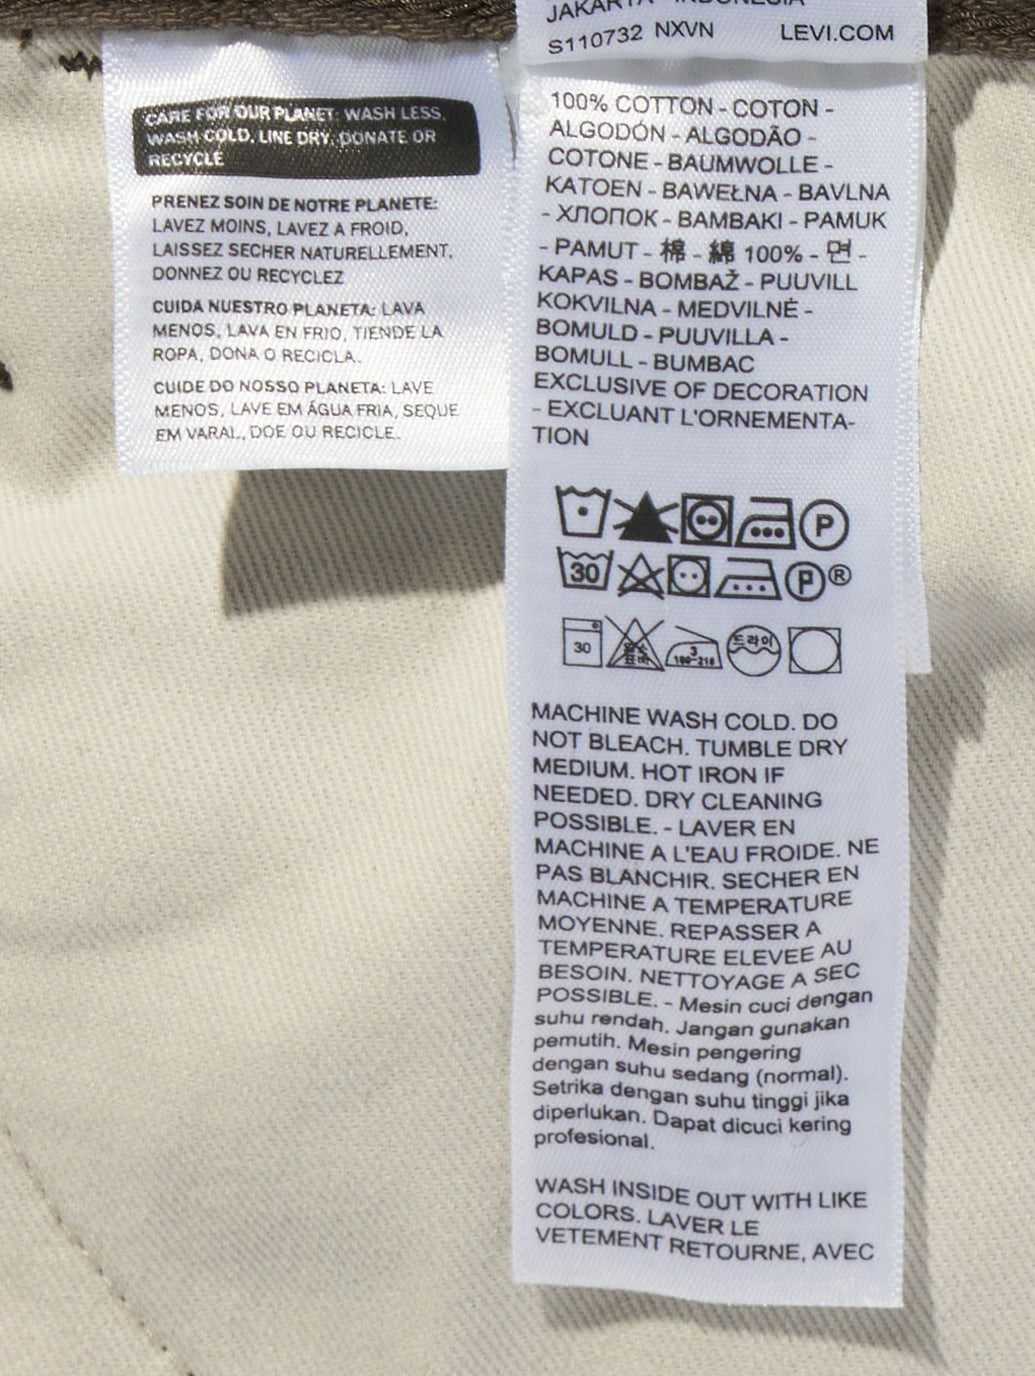 CARE FOR OUR PLANET: WASH LESS,
WASH COLD, LINE DRY, DONATE OR
RECYCLE
PRENEZ SOIN DE NOTRE PLANETE:
LAVEZ MOINS, LAVEZ A FROID,
LAISSEZ SECHER NATURELLEMENT,
DONNEZ OU RECYCLEZ
CUIDA NUESTRO PLANETA: LAVA
MENOS, LAVA EN FRIO, TIENDE LA
ROPA, DONA O RECICLA.
CUIDE DO NOSSO PLANETA: LAVE
MENOS, LAVE EM ÁGUA FRIA, SEQUE
EM VARAL, DOE OU RECICLE.
JAKARTA - INDONESIA
S110732 NXVN LEVI.COM
100% COTTON - COTON -
ALGODÓN - ALGODÃO -
COTONE - BAUMWOLLE -
KATOEN - BAWEŁNA - BAVLNA
- ХЛОПОК - BAMBAKI - PAMUK
- PAMUT - 棉 - 綿 100% - 면 -
KAPAS - BOMBAŽ - PUUVILL
KOKVILNA - MEDVILNĖ -
BOMULD - PUUVILLA -
BOMULL - BUMBAC
EXCLUSIVE OF DECORATION
- EXCLUANT L'ORNEMENTA-
TION
P
30 P®
30 3 180-210 드라이
MACHINE WASH COLD. DO
NOT BLEACH. TUMBLE DRY
MEDIUM. HOT IRON IF
NEEDED. DRY CLEANING
POSSIBLE. - LAVER EN
MACHINE A L'EAU FROIDE. NE
PAS BLANCHIR. SECHER EN
MACHINE A TEMPERATURE
MOYENNE. REPASSER A
TEMPERATURE ELEVEE AU
BESOIN. NETTOYAGE A SEC
POSSIBLE. - Mesin cuci dengan
suhu rendah. Jangan gunakan
pemutih. Mesin pengering
dengan suhu sedang (normal).
Setrika dengan suhu tinggi jika
diperlukan. Dapat dicuci kering
profesional.
WASH INSIDE OUT WITH LIKE
COLORS. LAVER LE
VETEMENT RETOURNE, AVEC